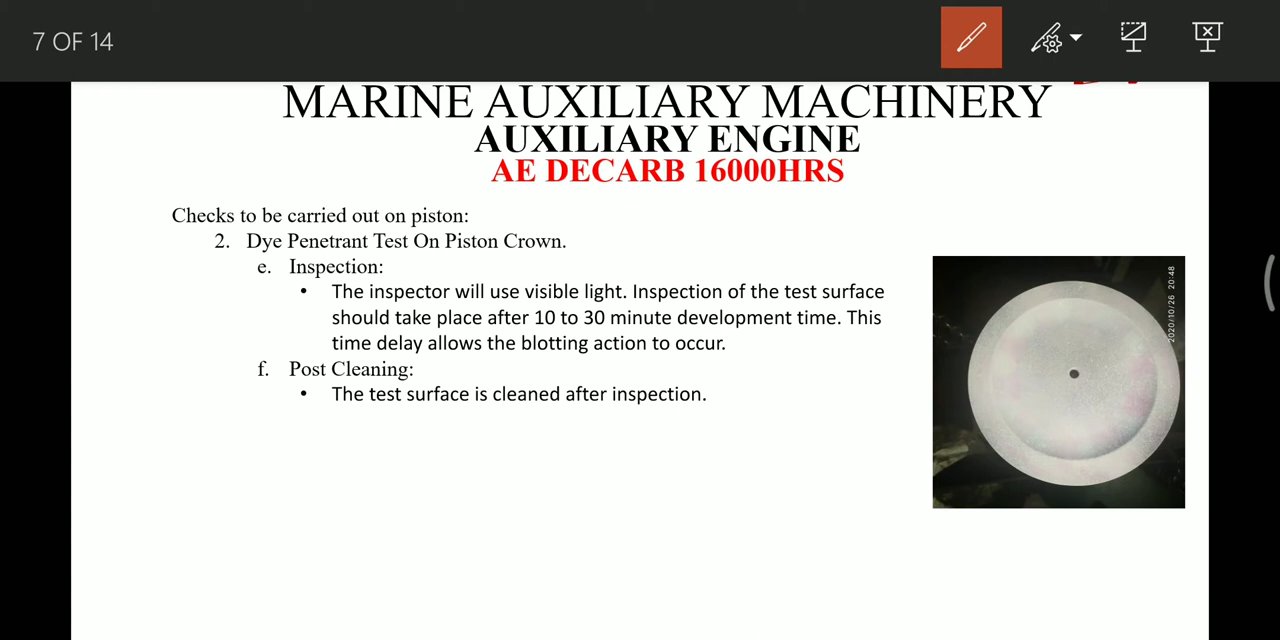 7 OF 14
MARINE AUXILIARY MACHINERY
AUXILIARY ENGINE
AE DECARB 16000HRS
Checks to be carried out on piston:
2. Dye Penetrant Test On Piston Crown.
e. Inspection:
• The inspector will use visible light. Inspection of the test surface
should take place after 10 to 30 minute development time. This
time delay allows the blotting action to occur.
f. Post Cleaning:
• The test surface is cleaned after inspection.
2020/10/26 20:48